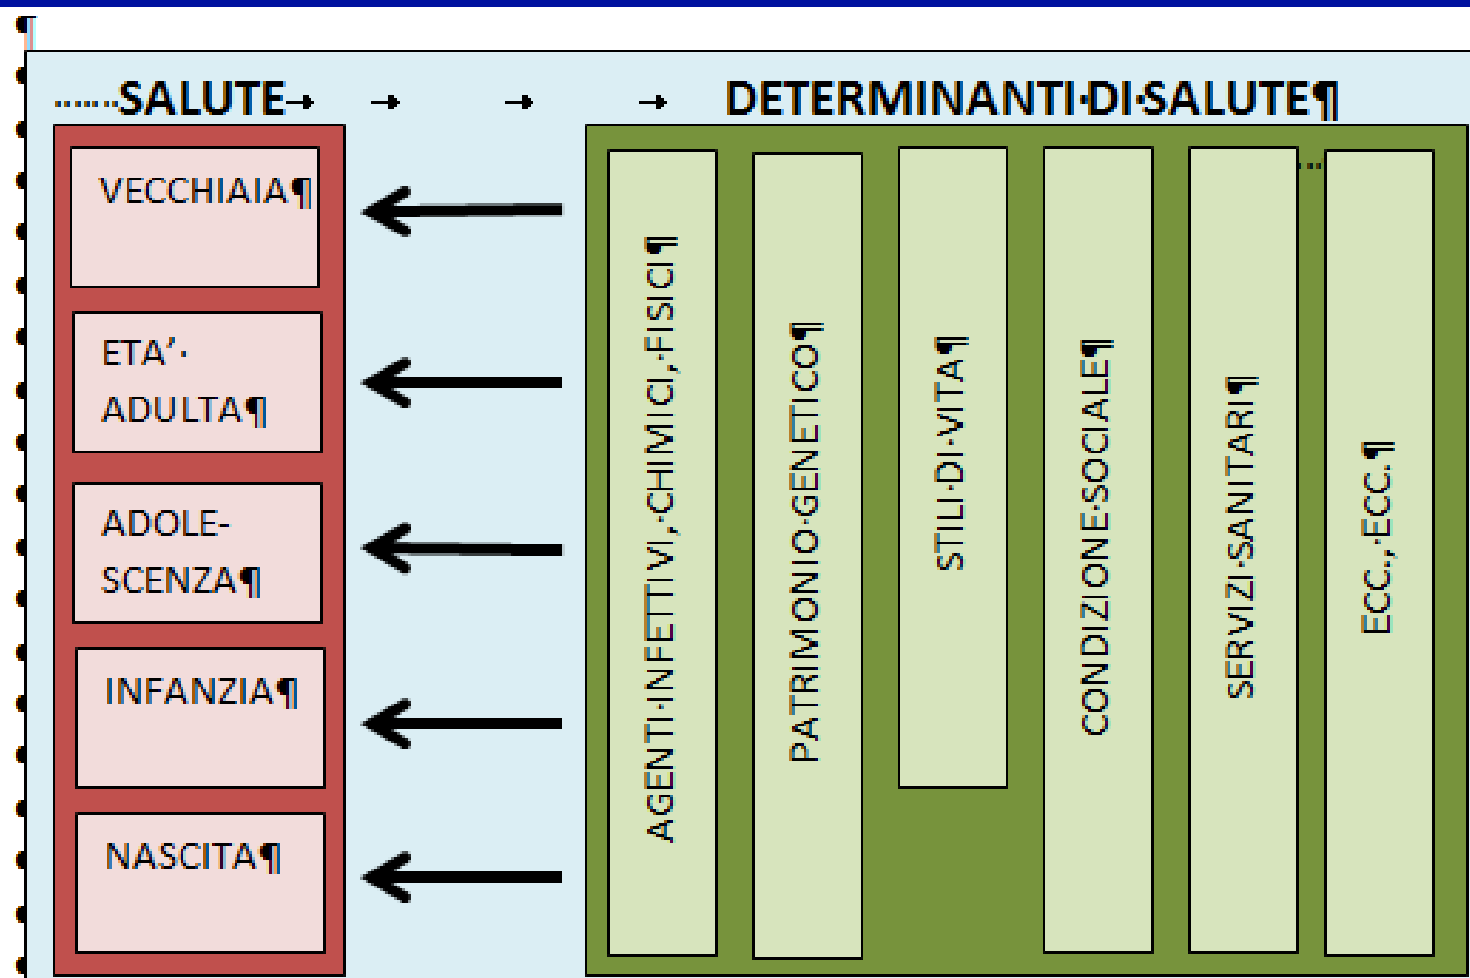 SALUTE→ → → → DETERMINANTI·DI·SALUTE¶
VECCHIAIA¶
ETA’·
ADULTA¶
ADOLE-
SCENZA¶
INFANZIA¶
NASCITA¶
AGENTI·INFETTIVI,·CHIMICI,·FISICI¶
PATRIMONIO·GENETICO¶
STILI·DI·VITA¶
CONDIZIONE·SOCIALE¶
SERVIZI·SANITARI¶
ECC.,·ECC.¶